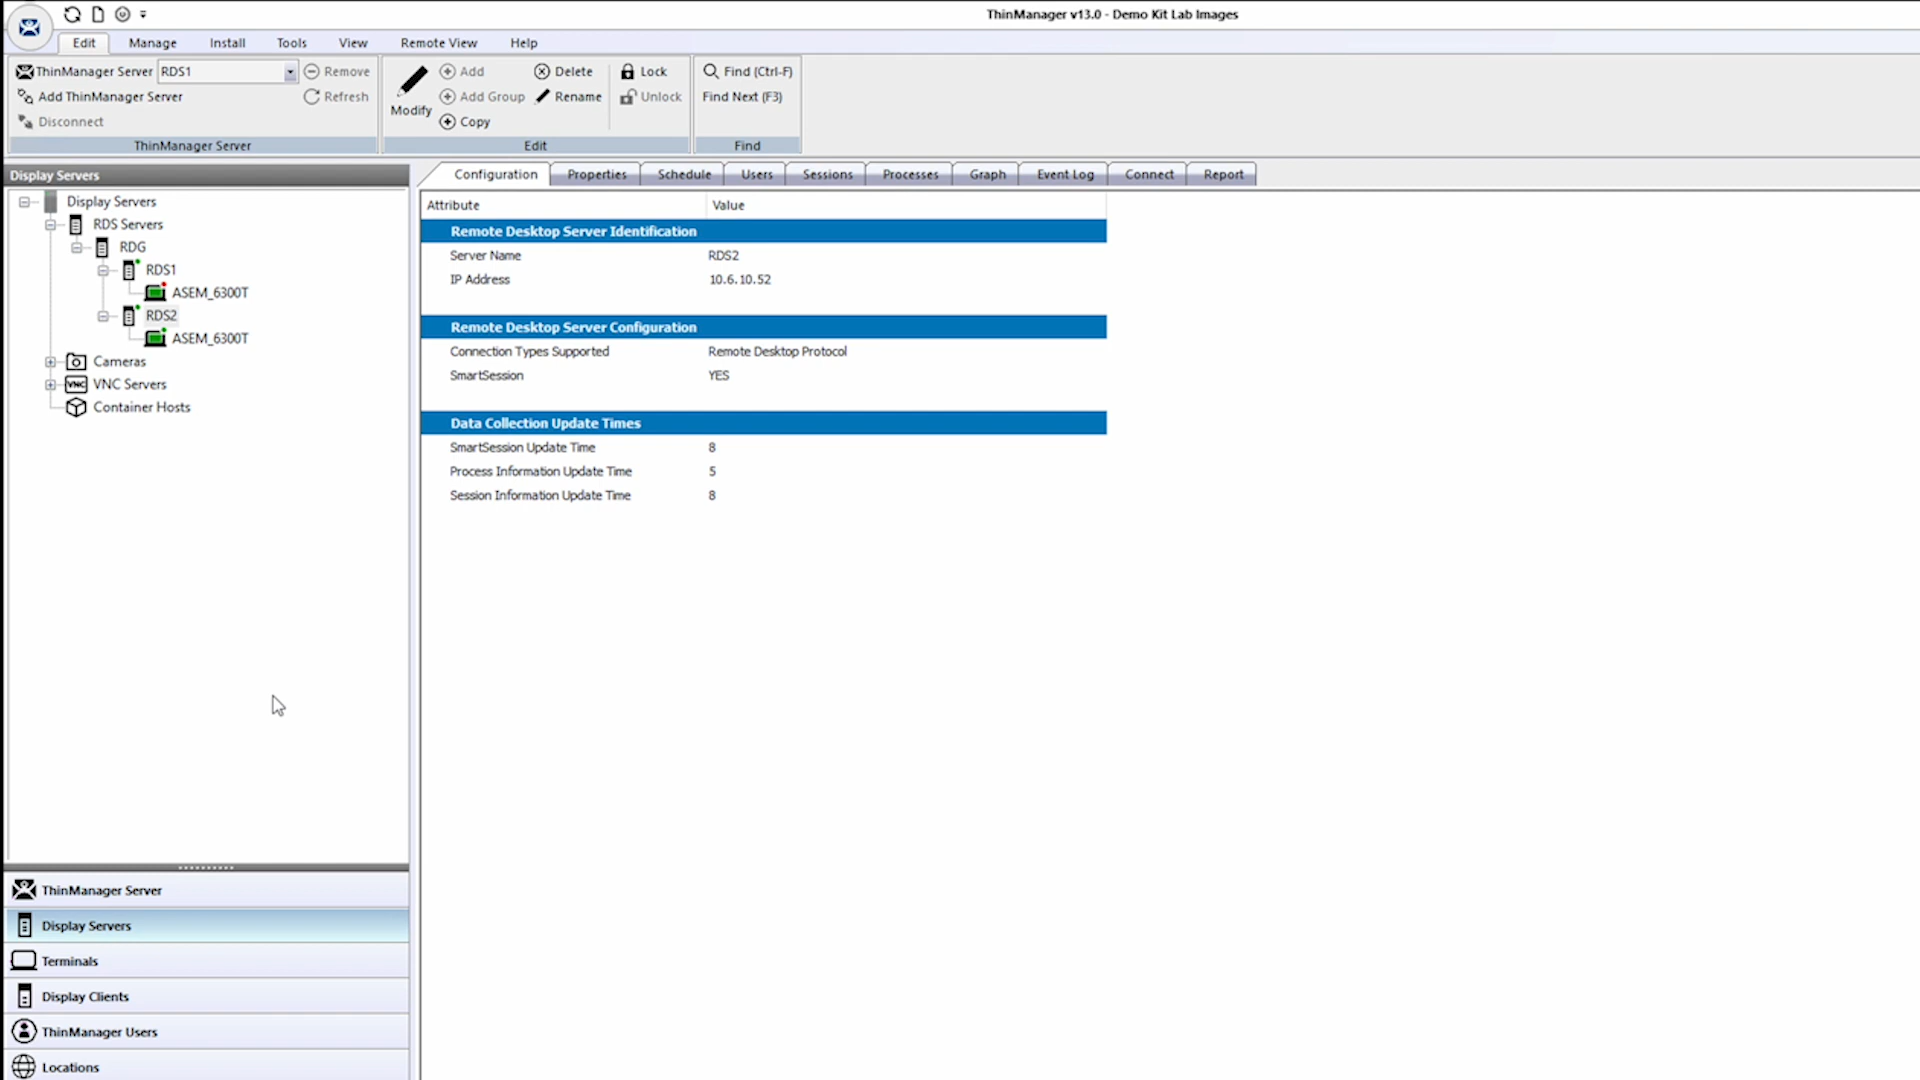 ThinManager v13.0 - Demo Kit Lab Images
Edit Manage Install Tools View Remote View Help
ThinManager Server RDS1 Remove
Add ThinManager Server Refresh
Disconnect
ThinManager Server
Modify
Add Delete Lock
Add Group Rename Unlock
Copy
Edit
Find (Ctrl-F)
Find Next (F3)
Find
Display Servers
Display Servers
RDS Servers
RDG
RDS1
ASEM_6300T
RDS2
ASEM_6300T
Cameras
VNC VNC Servers
Container Hosts
ThinManager Server
Display Servers
Terminals
Display Clients
ThinManager Users
Locations
Configuration Properties Schedule Users Sessions Processes Graph Event Log Connect Report
Attribute Value
Remote Desktop Server Identification
Server Name RDS2
IP Address 10.6.10.52
Remote Desktop Server Configuration
Connection Types Supported Remote Desktop Protocol
SmartSession YES
Data Collection Update Times
SmartSession Update Time 8
Process Information Update Time 5
Session Information Update Time 8